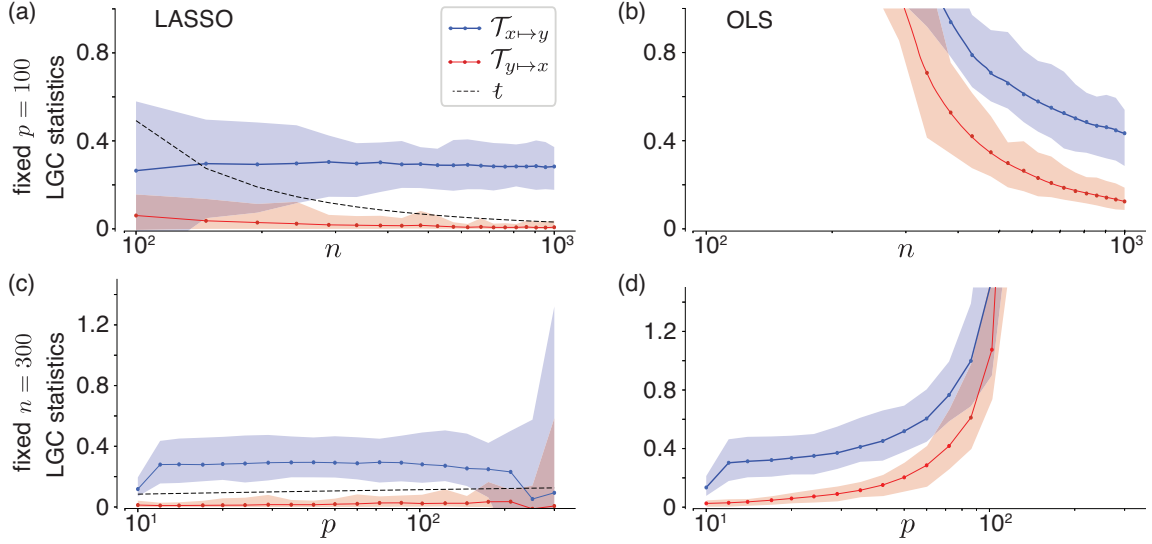 (a)
LASSO
fixed p = 100
LGC statistics
0.8
0.4
0
10²
n
10³
𝒯ₓ↦ᵧ
𝒯ᵧ↦ₓ
t
(b)
OLS
0.8
0.4
0
10²
n
10³
(c)
fixed n = 300
LGC statistics
1.2
0.8
0.4
0
10¹
p
10²
(d)
1.2
0.8
0.4
0
10¹
p
10²